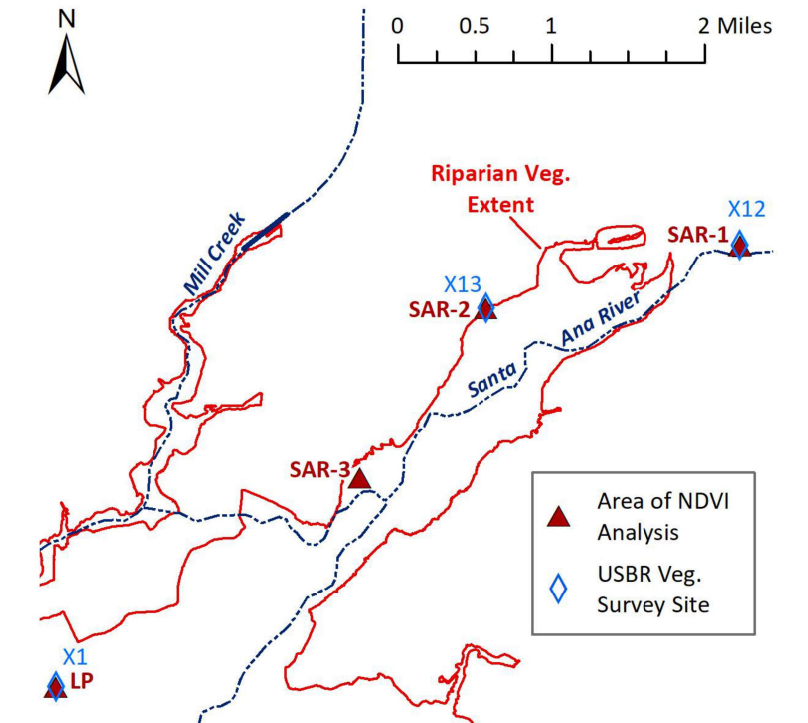 N
0 0.5 1 2 Miles
Riparian Veg.
Extent
Mill Creek
X12
SAR-1
X13
SAR-2
Santa Ana River
SAR-3
Area of NDVI
Analysis
USBR Veg.
Survey Site
X1
LP